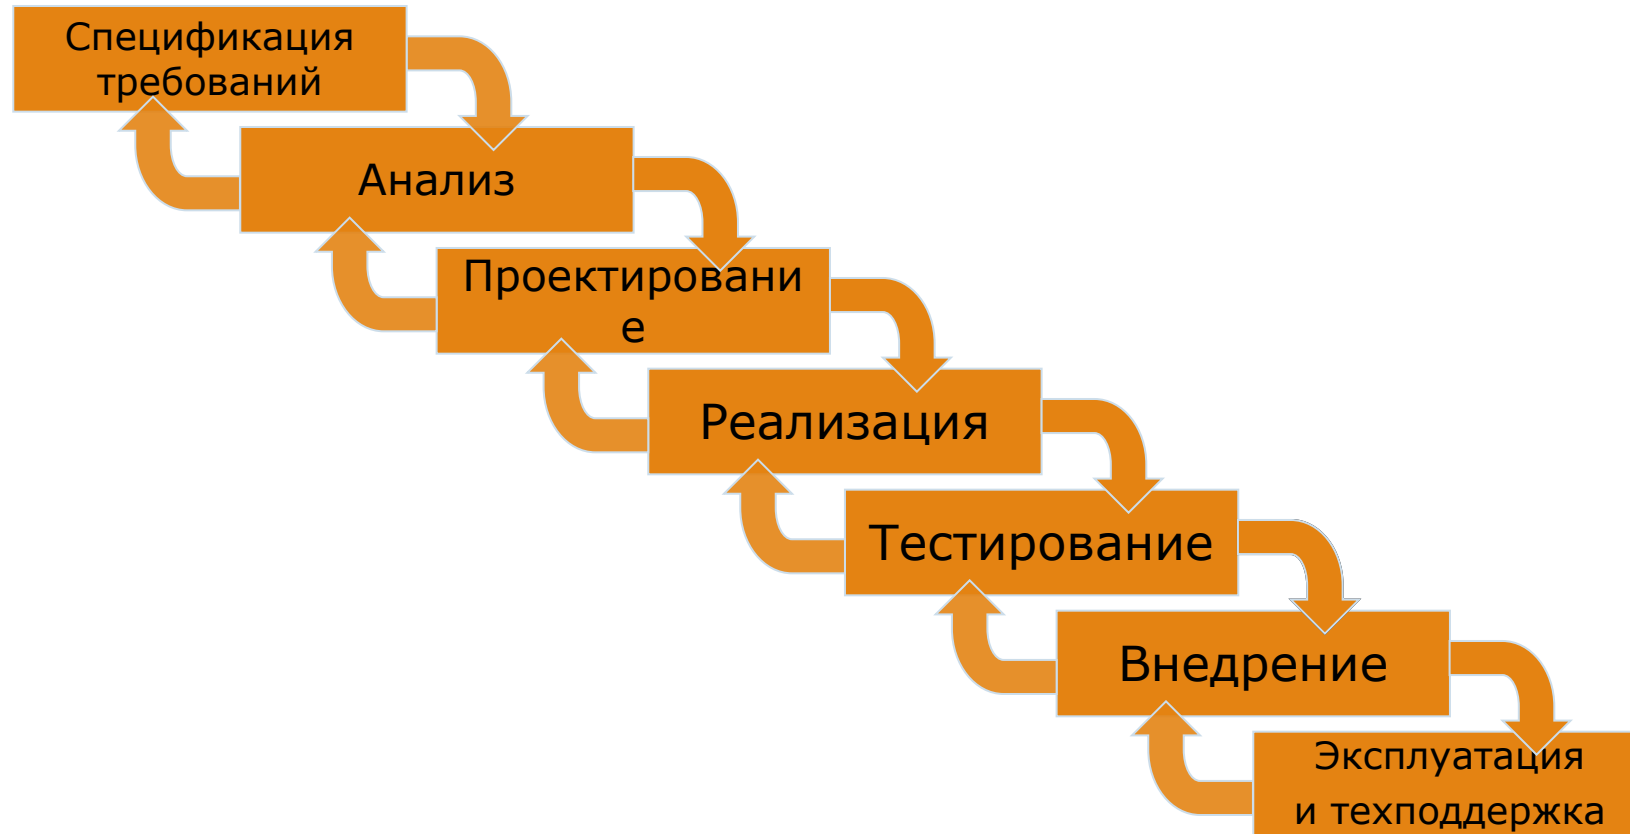 Спецификация
требований
Анализ
Проектировани
е
Реализация
Тестирование
Внедрение
Эксплуатация
и техподдержка